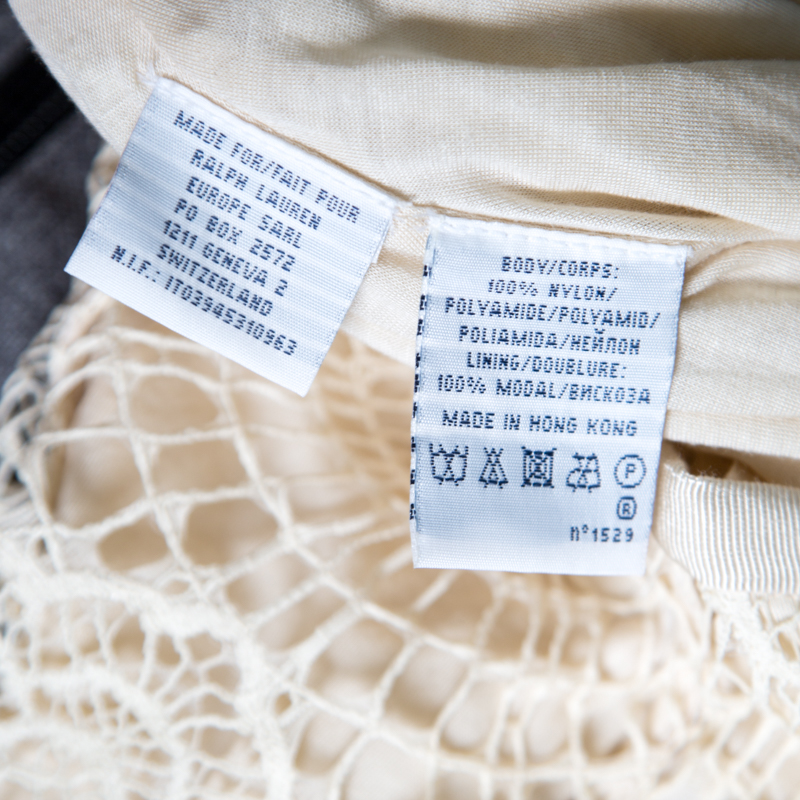 MADE FOR/FAIT POUR
RALPH LAUREN
EUROPE SARL
PO BOX 2572
1211 GENEVA 2
SWITZERLAND
N.I.F.: IT03945310963
BODY/CORPS:
100% NYLON/
POLYAMIDE/POLYAMID/
POLIAMIDA/НЕЙЛОН
LINING/DOUBLURE:
100% MODAL/ВИСКОЗА
MADE IN HONG KONG
P
R
n°1529